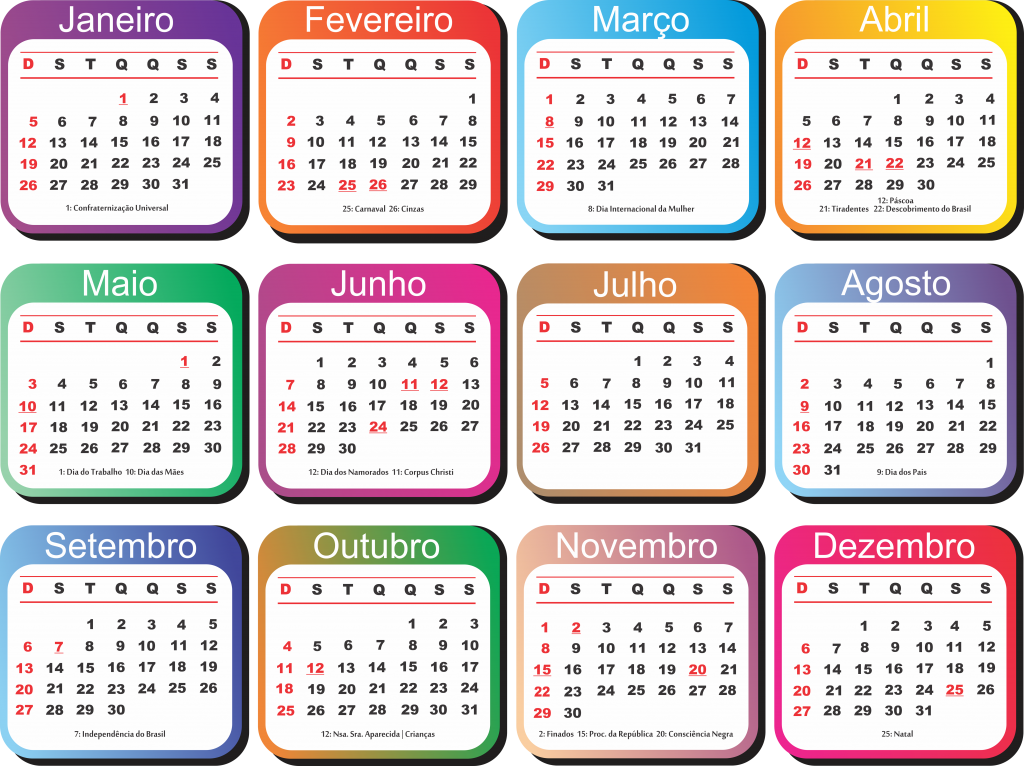 Janeiro
D S T Q Q S S
1 2 3 4
5 6 7 8 9 10 11
12 13 14 15 16 17 18
19 20 21 22 23 24 25
26 27 28 29 30 31
1: Confraternização Universal
Fevereiro
D S T Q Q S S
1
2 3 4 5 6 7 8
9 10 11 12 13 14 15
16 17 18 19 20 21 22
23 24 25 26 27 28 29
25: Carnaval 26: Cinzas
Março
D S T Q Q S S
1 2 3 4 5 6 7
8 9 10 11 12 13 14
15 16 17 18 19 20 21
22 23 24 25 26 27 28
29 30 31
8: Dia Internacional da Mulher
Abril
D S T Q Q S S
1 2 3 4
5 6 7 8 9 10 11
12 13 14 15 16 17 18
19 20 21 22 23 24 25
26 27 28 29 30
12: Páscoa
21: Tiradentes 22: Descobrimento do Brasil
Maio
D S T Q Q S S
1 2
3 4 5 6 7 8 9
10 11 12 13 14 15 16
17 18 19 20 21 22 23
24 25 26 27 28 29 30
31
1: Dia do Trabalho 10: Dia das Mães
Junho
D S T Q Q S S
1 2 3 4 5 6
7 8 9 10 11 12 13
14 15 16 17 18 19 20
21 22 23 24 25 26 27
28 29 30
12: Dia dos Namorados 11: Corpus Christi
Julho
D S T Q Q S S
1 2 3 4
5 6 7 8 9 10 11
12 13 14 15 16 17 18
19 20 21 22 23 24 25
26 27 28 29 30 31
Agosto
D S T Q Q S S
1
2 3 4 5 6 7 8
9 10 11 12 13 14 15
16 17 18 19 20 21 22
23 24 25 26 27 28 29
30 31
9: Dia dos Pais
Setembro
D S T Q Q S S
1 2 3 4 5
6 7 8 9 10 11 12
13 14 15 16 17 18 19
20 21 22 23 24 25 26
27 28 29 30
7: Independência do Brasil
Outubro
D S T Q Q S S
1 2 3
4 5 6 7 8 9 10
11 12 13 14 15 16 17
18 19 20 21 22 23 24
25 26 27 28 29 30 31
12: Nsa. Sra. Aparecida | Crianças
Novembro
D S T Q Q S S
1 2 3 4 5 6 7
8 9 10 11 12 13 14
15 16 17 18 19 20 21
22 23 24 25 26 27 28
29 30
2: Finados 15: Proc. da República 20: Consciência Negra
Dezembro
D S T Q Q S S
1 2 3 4 5
6 7 8 9 10 11 12
13 14 15 16 17 18 19
20 21 22 23 24 25 26
27 28 29 30 31
25: Natal